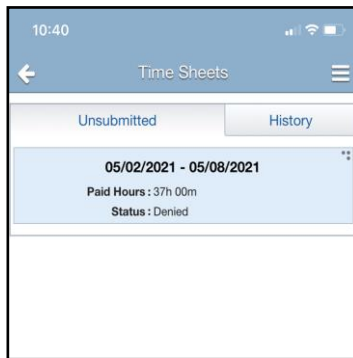 10:40
Time Sheets
Unsubmitted
History
05/02/2021 - 05/08/2021
Paid Hours : 37h 00m
Status : Denied